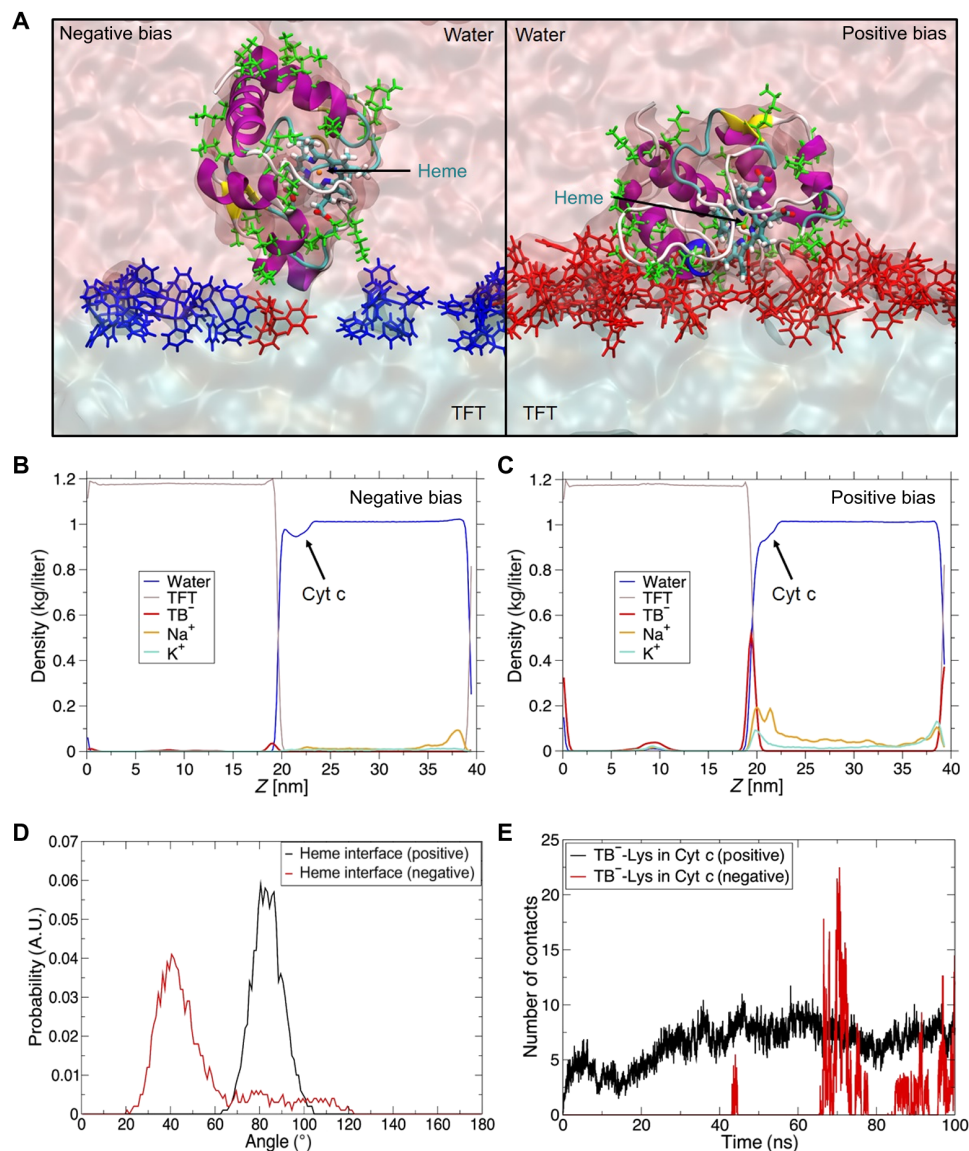 A
Negative bias
Water
Water
Positive bias
Heme
Heme
TFT
TFT
B
C
1.2
1
0.8
0.6
0.4
0.2
0
Density (kg/liter)
Negative bias
Cyt c
Water
TFT
TB⁻
Na⁺
K⁺
0 5 10 15 20 25 30 35 40
Z [nm]
1.2
1
0.8
0.6
0.4
0.2
0
Density (kg/liter)
Positive bias
Cyt c
Water
TFT
TB⁻
Na⁺
K⁺
0 5 10 15 20 25 30 35 40
Z [nm]
D
E
0.07
0.06
0.05
0.04
0.03
0.02
0.01
0
Probability (A.U.)
Heme interface (positive)
Heme interface (negative)
0 20 40 60 80 100 120 140 160 180
Angle (°)
25
20
15
10
5
0
Number of contacts
TB⁻-Lys in Cyt c (positive)
TB⁻-Lys in Cyt c (negative)
0 20 40 60 80 100
Time (ns)